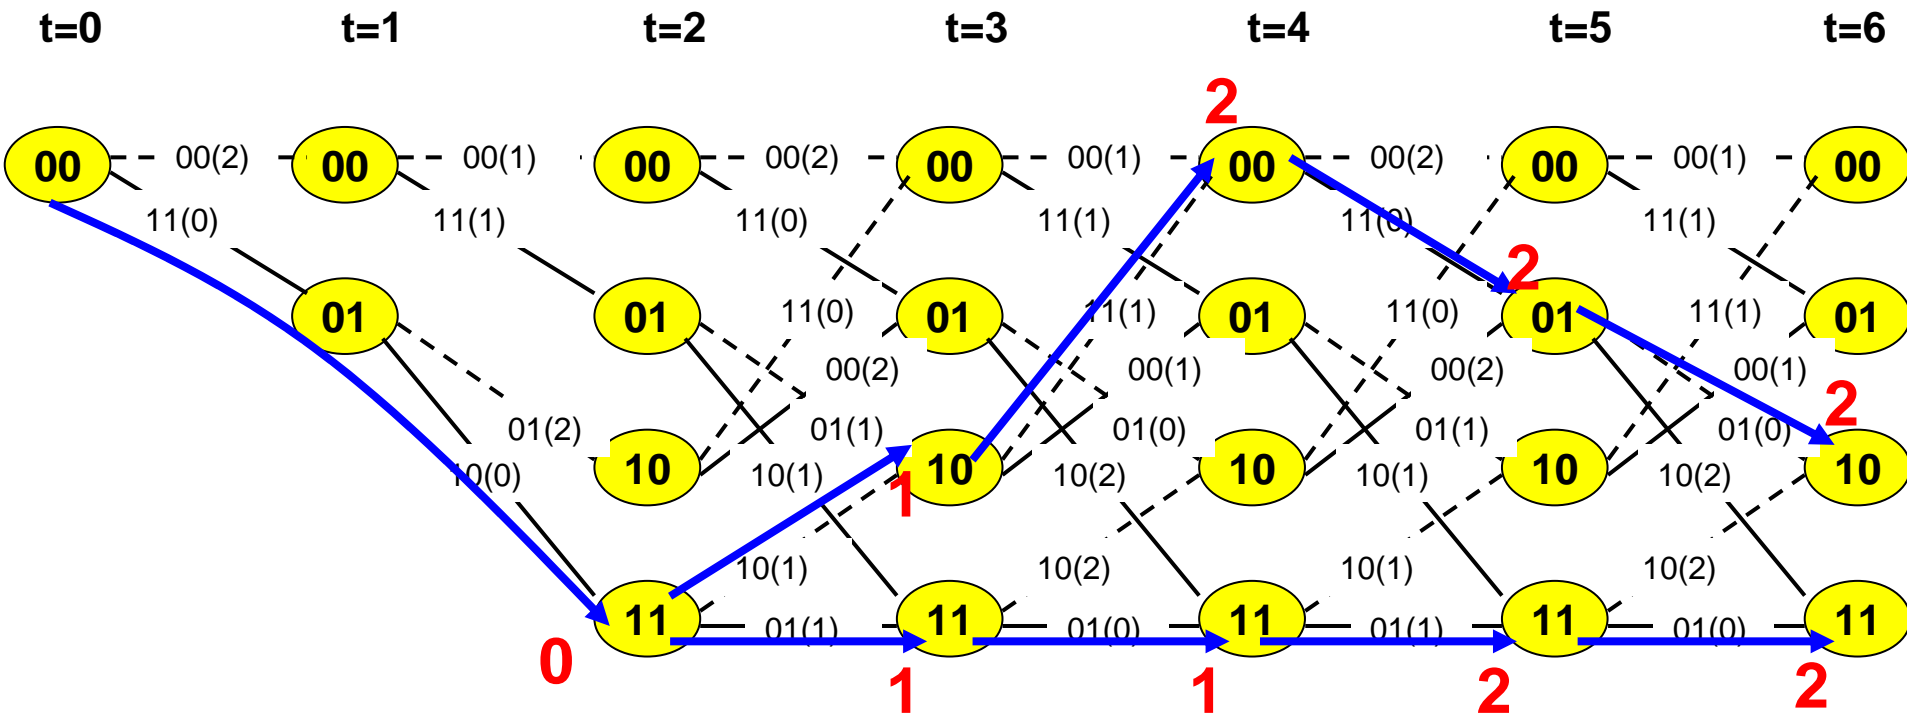 t=0 t=1 t=2 t=3 t=4 t=5 t=6
2
00 00(2) 00 00(1) 00 00(2) 00 00(1) 00 00(2) 00 00(1) 00
11(0) 11(1) 11(0) 11(1) 11(0) 11(1)
2
01 01 01 01 01 01
11(0) 11(1) 11(0) 11(1)
00(2) 00(1) 00(2) 00(1)
2
01(2) 01(1) 01(0) 01(1) 01(0)
10 10 10 10 10
10(0) 10(1) 10(2) 10(1) 10(2)
1
10(1) 10(2) 10(1) 10(2)
11 01(1) 11 01(0) 11 01(1) 11 01(0) 11
0
1 1 2 2